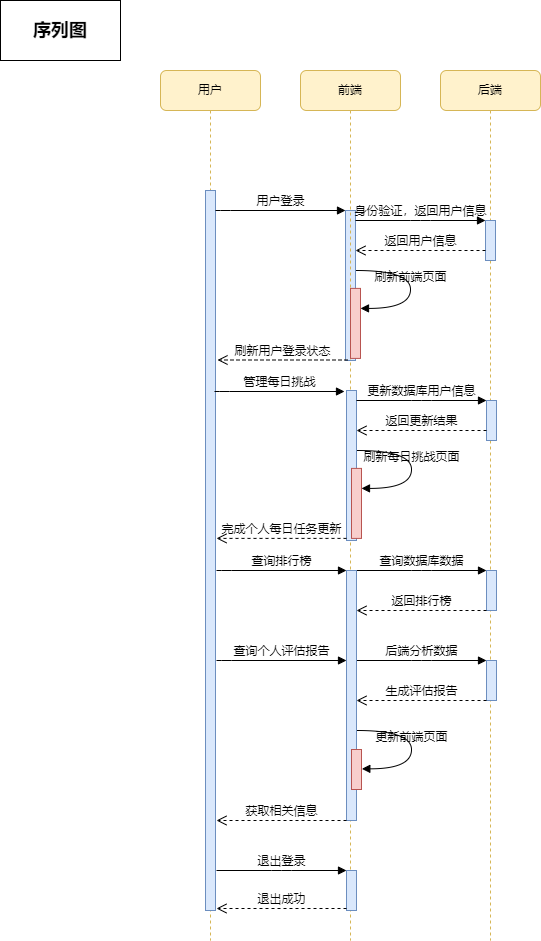 序列图
用户
前端
后端
用户登录
身份验证，返回用户信息
返回用户信息
刷新前端页面
刷新用户登录状态
管理每日挑战
更新数据库用户信息
返回更新结果
刷新每日挑战页面
完成个人每日任务更新
查询排行榜
查询数据库数据
返回排行榜
查询个人评估报告
后端分析数据
生成评估报告
更新前端页面
获取相关信息
退出登录
退出成功